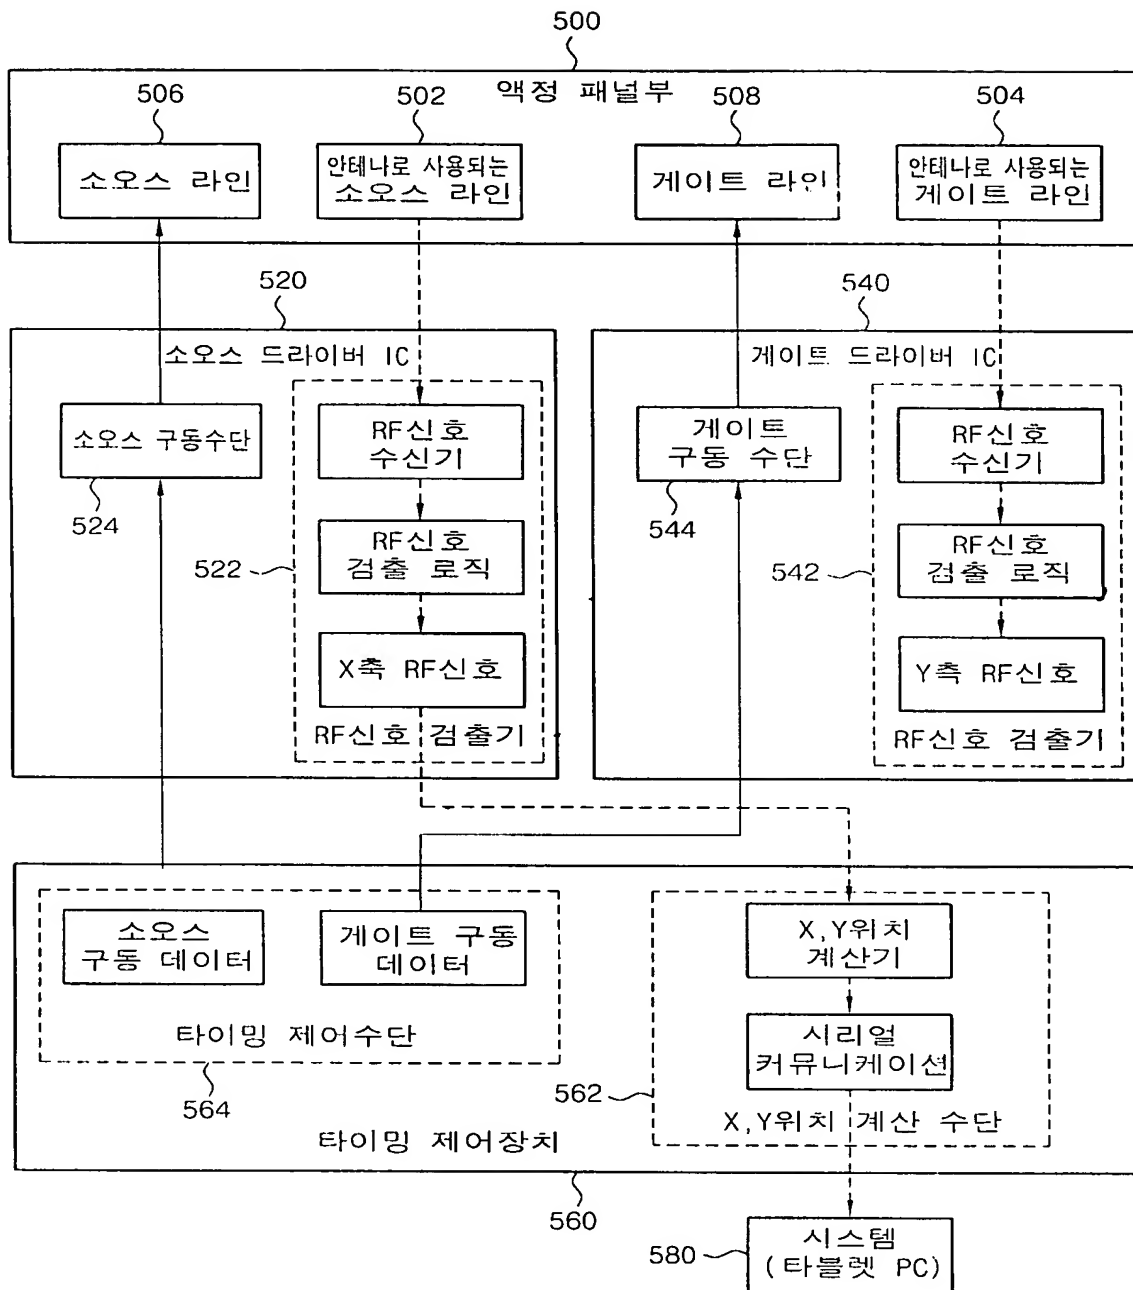 500
액정 패널부
506
502
508
504
소오스 라인
안테나로 사용되는
소오스 라인
게이트 라인
안테나로 사용되는
게이트 라인
520
540
소오스 드라이버 IC
게이트 드라이버 IC
소오스 구동수단
524
RF신호
수신기
게이트
구동 수단
544
RF신호
수신기
522
RF신호
검출 로직
542
RF신호
검출 로직
X축 RF신호
Y측 RF신호
RF신호 검출기
RF신호 검출기
소오스
구동 데이터
게이트 구동
데이터
X,Y위치
계산기
타이밍 제어수단
564
시리얼
커뮤니케이션
562
X,Y위치 계산 수단
타이밍 제어장치
560
580
시스템
(타블렛 PC)